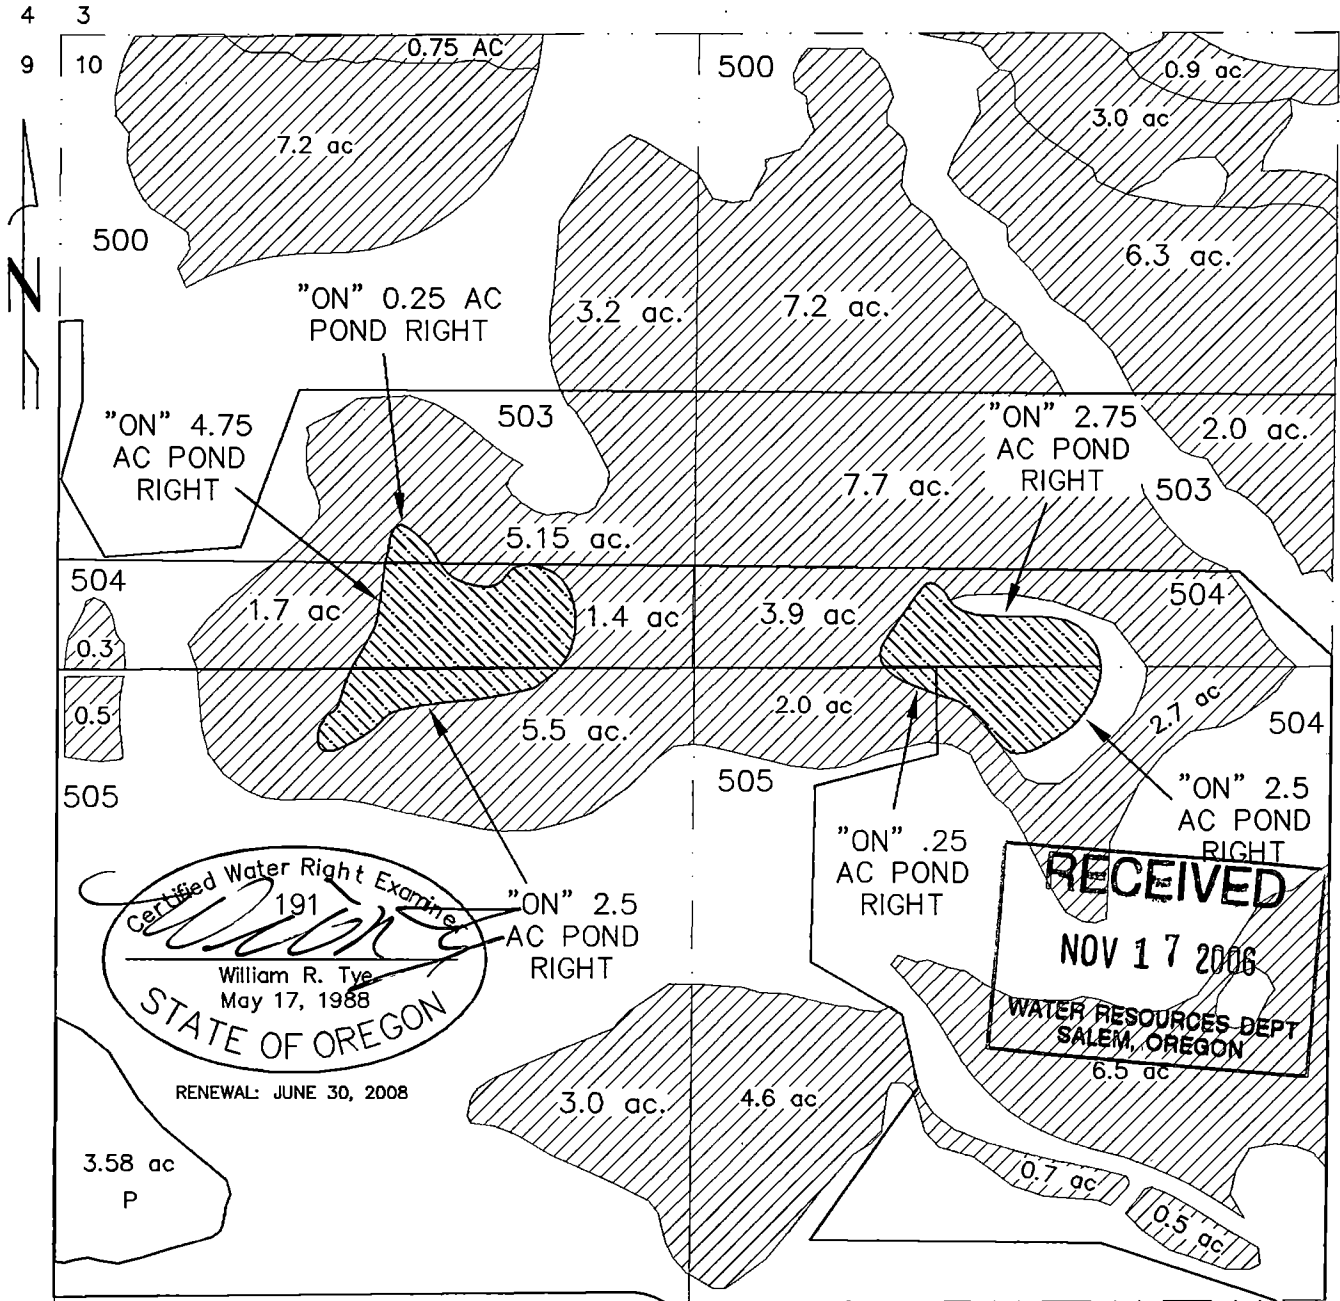 4 3
9 10
0.75 AC
500
0.9 ac.
3.0 ac
7.2 ac
500
6.3 ac.
N
"ON" 0.25 AC
POND RIGHT
3.2 ac.
7.2 ac.
"ON" 4.75
AC POND
RIGHT
503
"ON" 2.75
AC POND
RIGHT
2.0 ac.
7.7 ac.
503
5.15 ac.
504
1.7 ac
1.4 ac
3.9 ac
504
0.3
0.5
5.5 ac.
2.0 ac
2.7 ac
504
505
505
"ON" .25
AC POND
RIGHT
"ON" 2.5
AC POND
RIGHT
Certified Water Right Examiner
191
William R. Tye
May 17, 1988
STATE OF OREGON
RENEWAL: JUNE 30, 2008
"ON" 2.5
AC POND
RIGHT
RECEIVED
NOV 17 2006
WATER RESOURCES DEPT
SALEM, OREGON
6.5 ac
3.0 ac.
4.6 ac
3.58 ac
P
0.7 ac
0.5 ac